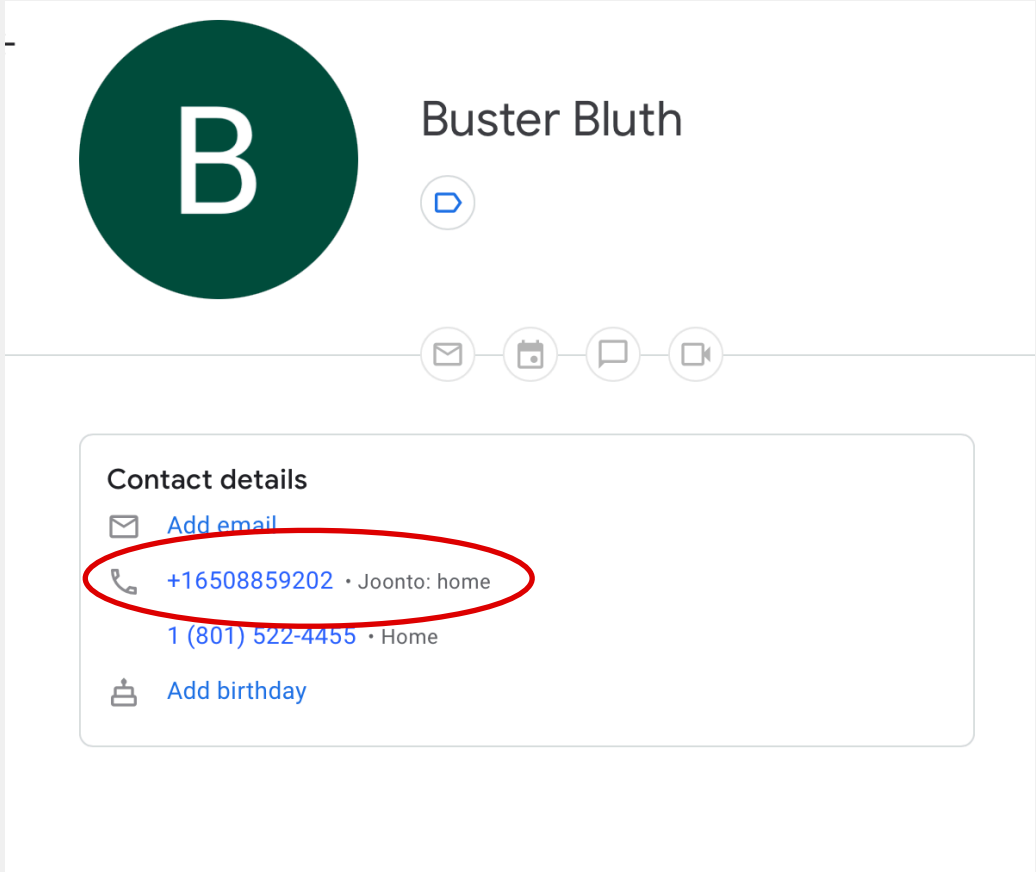 B
Buster Bluth
Contact details
Add email
+16508859202 • Joonto: home
1 (801) 522-4455 • Home
Add birthday